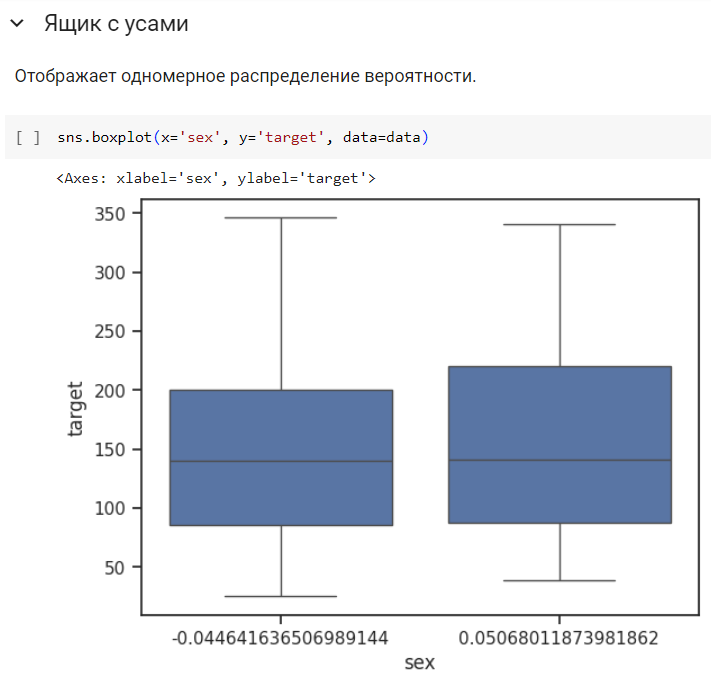 Ящик с усами
Отображает одномерное распределение вероятности.
[ ] sns.boxplot(x='sex', y='target', data=data)
<Axes: xlabel='sex', ylabel='target'>
350
300
250
200
150
100
50
target
-0.044641636506989144 0.05068011873981862
sex